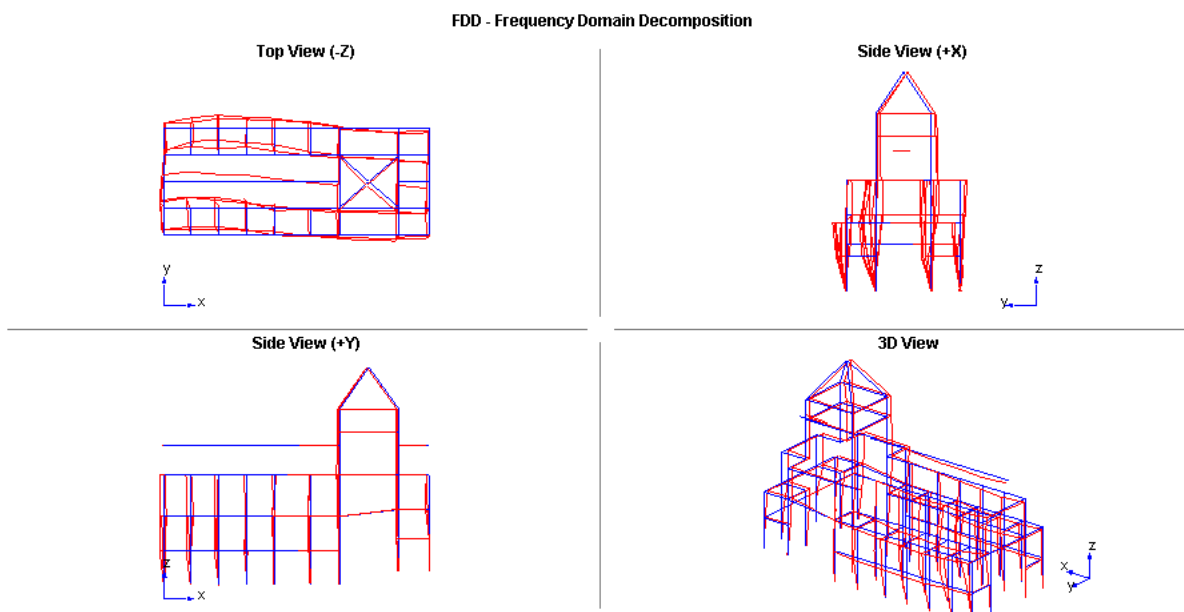 FDD - Frequency Domain Decomposition
Top View (-Z)
Side View (+X)
y
x
z
y
Side View (+Y)
3D View
z
x
z
x
y